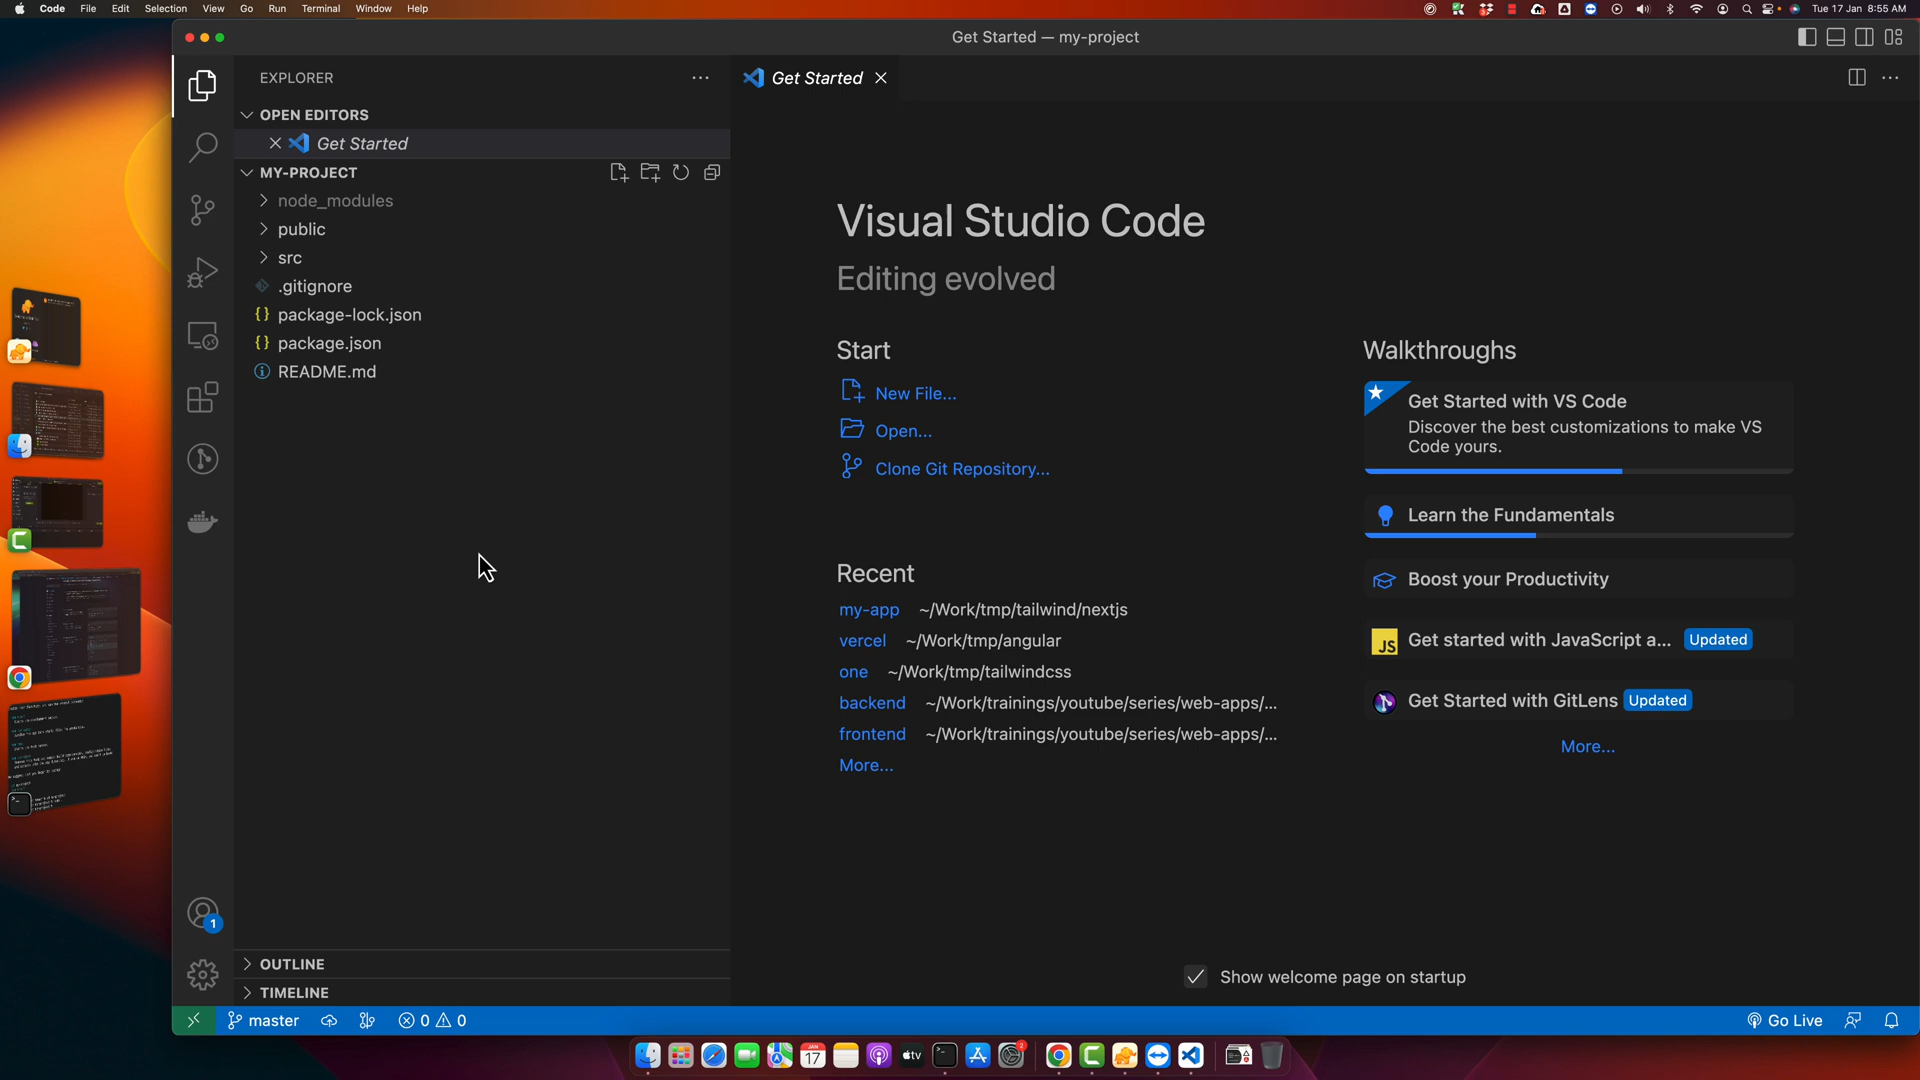 Code File Edit Selection View Go Run Terminal Window Help
Tue 17 Jan 8:55 AM
Get Started — my-project
EXPLORER
Get Started
OPEN EDITORS
Get Started
MY-PROJECT
node_modules
public
src
.gitignore
package-lock.json
package.json
README.md
Visual Studio Code
Editing evolved
Start
New File...
Open...
Clone Git Repository...
Recent
my-app ~/Work/tmp/tailwind/nextjs
vercel ~/Work/tmp/angular
one ~/Work/tmp/tailwindcss
backend ~/Work/trainings/youtube/series/web-apps/...
frontend ~/Work/trainings/youtube/series/web-apps/...
More...
Walkthroughs
Get Started with VS Code
Discover the best customizations to make VS
Code yours.
Learn the Fundamentals
Boost your Productivity
JS Get started with JavaScript a... Updated
Get Started with GitLens Updated
More...
Show welcome page on startup
1
OUTLINE
TIMELINE
master
0 0
Go Live
JAN
17
tv
2